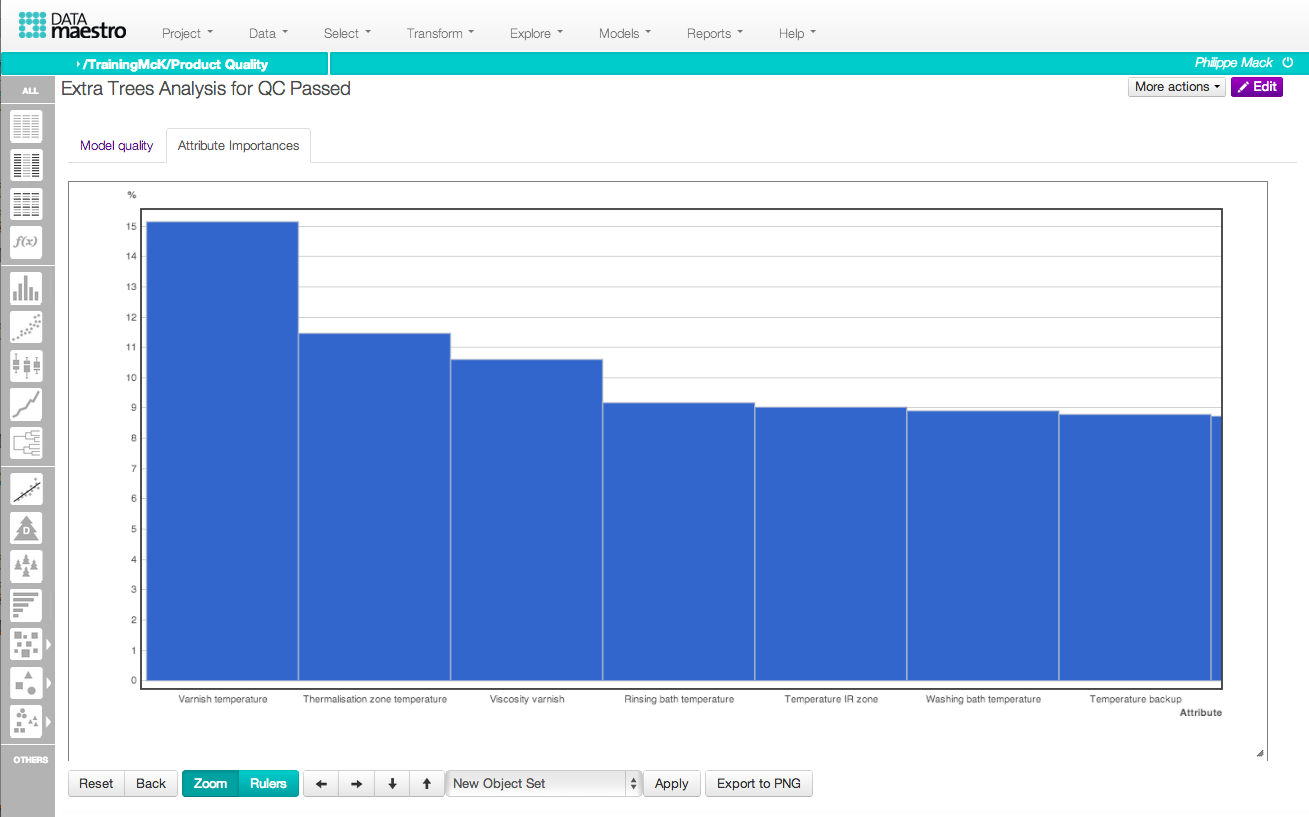 DATA
maestro
Project Data Select Transform Explore Models Reports Help
/TrainingMcK/Product Quality
Philippe Mack
ALL
Extra Trees Analysis for QC Passed
More actions
Edit
Model quality
Attribute Importances
%
15
14
13
12
11
10
9
8
7
6
5
4
3
2
1
0
f(x)
D
Varnish temperature
Thermalisation zone temperature
Viscosity varnish
Rinsing bath temperature
Temperature IR zone
Washing bath temperature
Temperature backup
Attribute
OTHERS
Reset
Back
Zoom
Rulers
New Object Set
Apply
Export to PNG